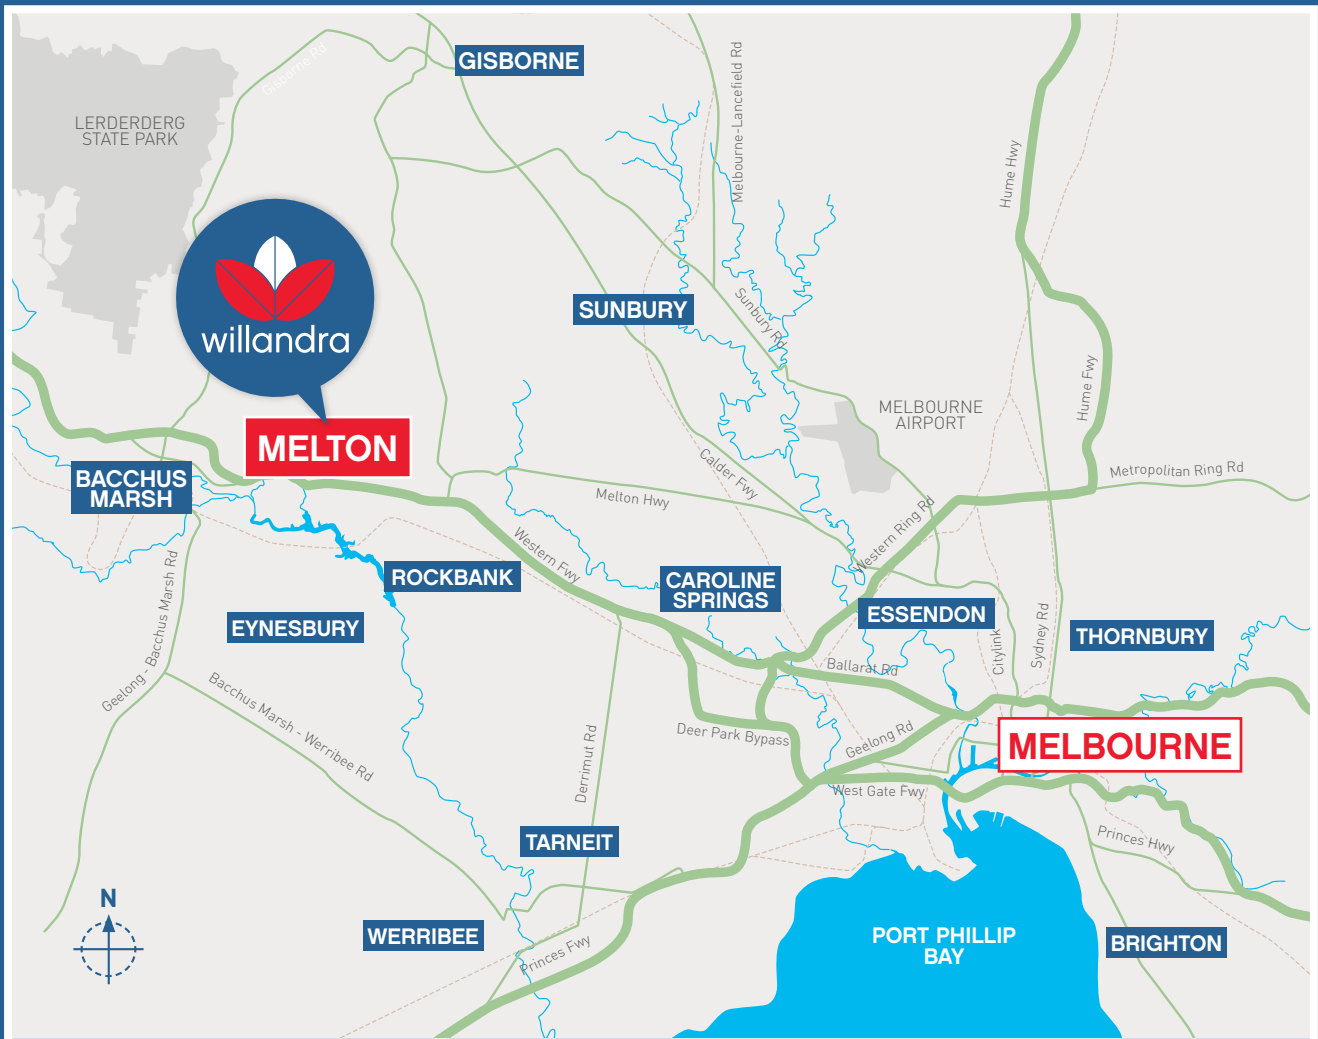 GISBORNE
Gisborne Rd
Melbourne-Lancefield Rd
LERDERDERG
STATE PARK
Hume Hwy
willandra
SUNBURY
Sunbury Rd
Hume Fwy
MELBOURNE
AIRPORT
MELTON
BACCHUS
MARSH
Calder Fwy
Metropolitan Ring Rd
Melton Hwy
Western Ring Rd
Western Fwy
ROCKBANK
CAROLINE
SPRINGS
ESSENDON
EYNESBURY
Geelong - Bacchus Marsh Rd
Citylink
Sydney Rd
THORNBURY
Ballarat Rd
Bacchus Marsh - Werribee Rd
Deer Park Bypass
Geelong Rd
MELBOURNE
Derrimut Rd
West Gate Fwy
TARNEIT
Princes Hwy
N
WERRIBEE
Princes Fwy
PORT PHILLIP
BAY
BRIGHTON